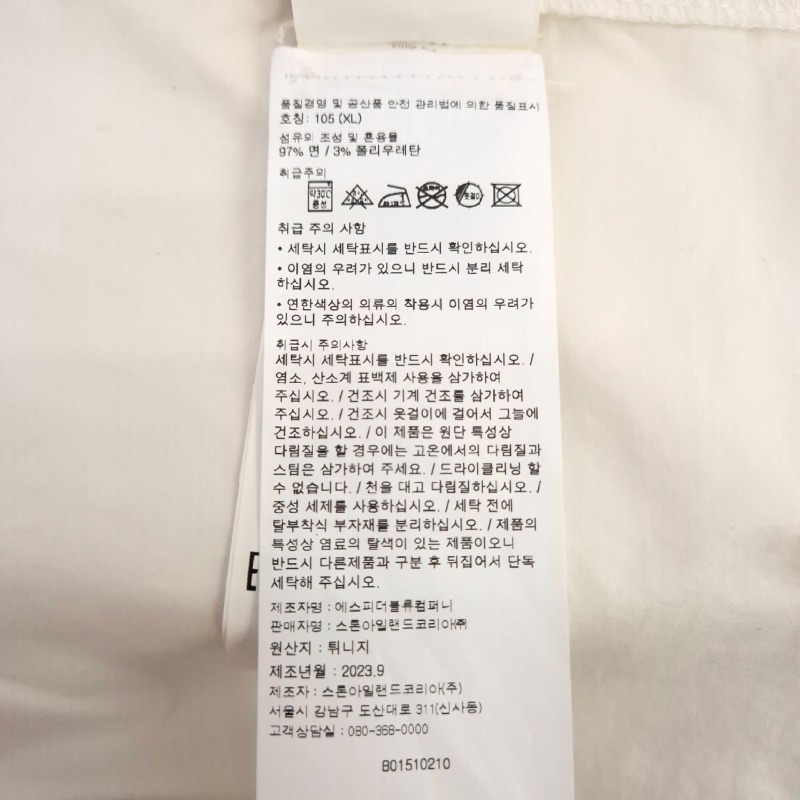 품질경영 및 공산품 안전 관리법에 의한 품질표시
호칭: 105 (XL)
섬유의 조성 및 혼용율
97% 면 / 3% 폴리우레탄
취급주의
약30℃
중성
옷걸이
취급 주의 사항
• 세탁시 세탁표시를 반드시 확인하십시오.
• 이염의 우려가 있으니 반드시 분리 세탁
하십시오.
• 연한색상의 의류의 착용시 이염의 우려가
있으니 주의하십시오.
취급시 주의사항
세탁시 세탁표시를 반드시 확인하십시오. /
염소, 산소계 표백제 사용을 삼가하여
주십시오. / 건조시 기계 건조를 삼가하여
주십시오. / 건조시 옷걸이에 걸어서 그늘에
건조하십시오. / 이 제품은 원단 특성상
다림질을 할 경우에는 고온에서의 다림질과
스팀은 삼가하여 주세요. / 드라이클리닝 할
수 없습니다. / 천을 대고 다림질하십시오. /
중성 세제를 사용하십시오. / 세탁 전에
탈부착식 부자재를 분리하십시오. / 제품의
특성상 염료의 탈색이 있는 제품이오니
반드시 다른제품과 구분 후 뒤집어서 단독
세탁해 주십시오.
제조자명 : 에스피더블류컴퍼니
판매자명 : 스톤아일랜드코리아㈜
원산지 : 튀니지
제조년월 : 2023.9
제조자 : 스톤아일랜드코리아(주)
서울시 강남구 도산대로 311(신사동)
고객상담실 : 080-368-0000
801510210